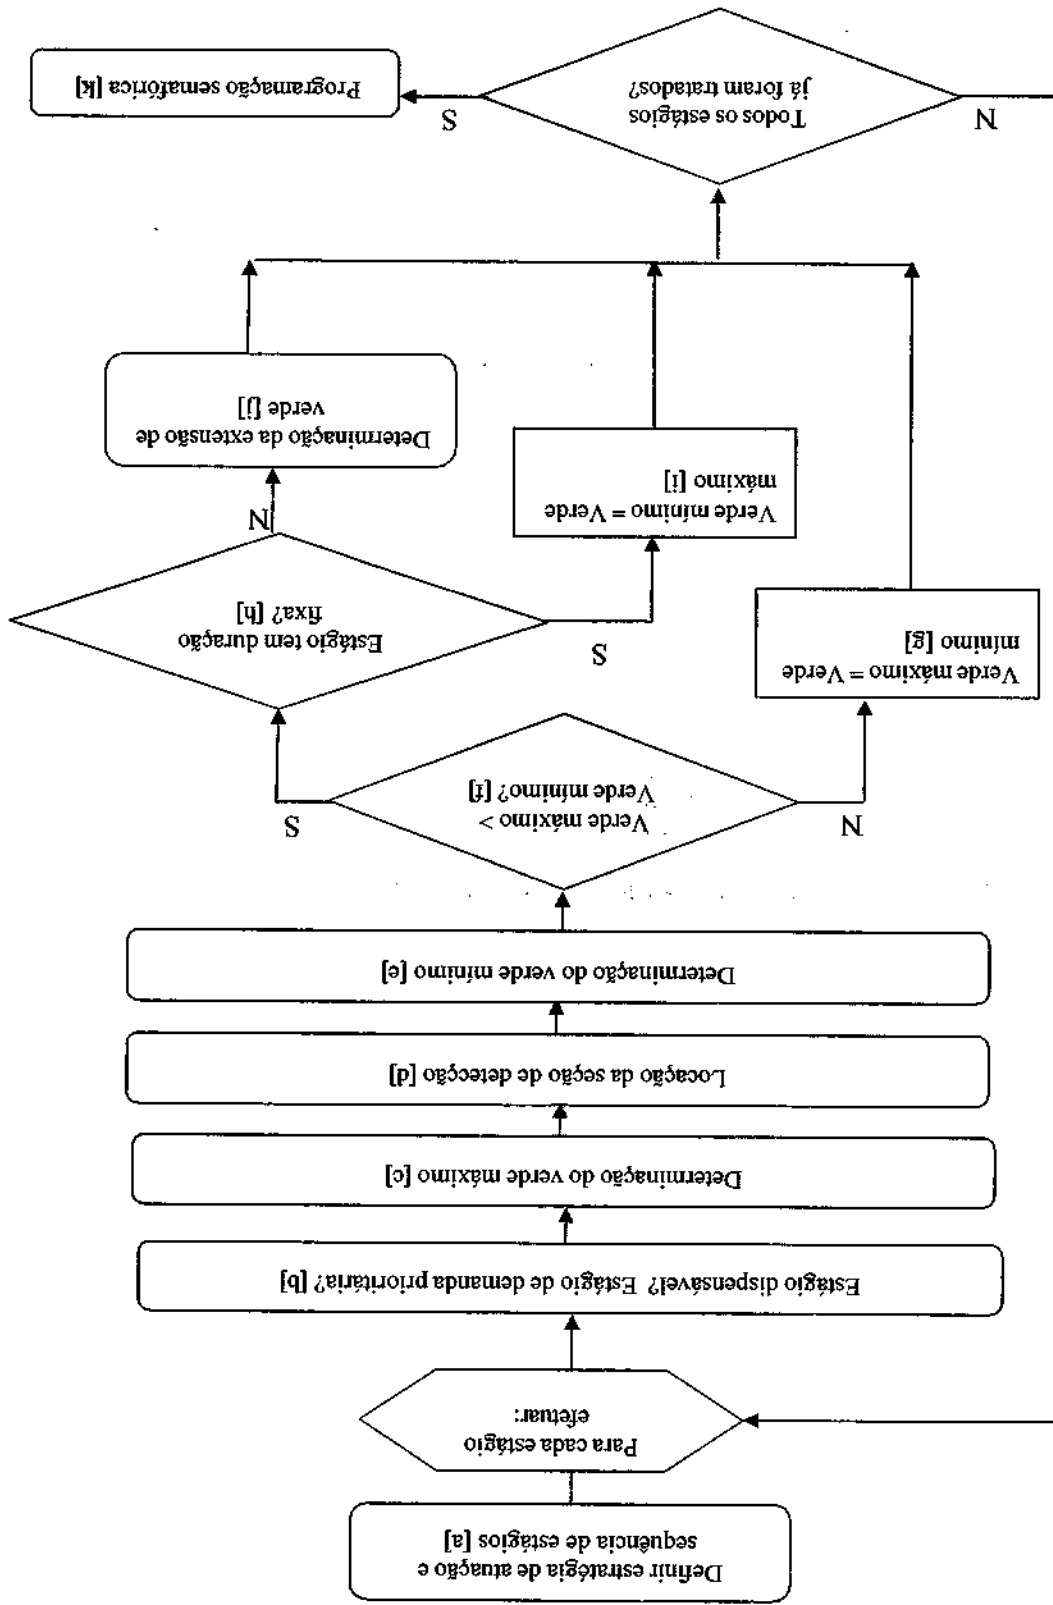 Definir estratégia de atuação e
sequência de estágios [a]
Para cada estágio
efetuar:
Estágio dispensável? Estágio de demanda prioritária? [b]
Determinação do verde máximo [c]
Locação da seção de detecção [d]
Determinação do verde mínimo [e]
Verde máximo >
Verde mínimo? [f]
N
S
Verde máximo = Verde
mínimo [g]
Estágio tem duração
fixa? [h]
S
N
Verde mínimo = Verde
máximo [i]
Determinação da extensão de
verde [j]
Todos os estágios
já foram tratados?
N
S
Programação semafórica [k]